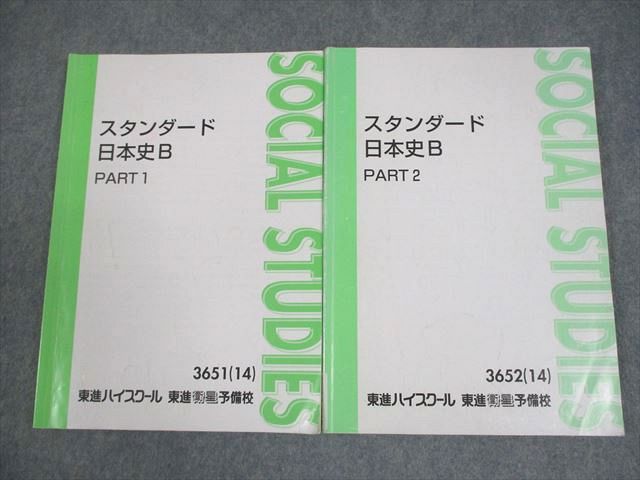 スタンダード
日本史B
PART 1
SOCIAL STUDIES
3651(14)
東進ハイスクール 東進衛星予備校
スタンダード
日本史B
PART 2
SOCIAL STUDIES
3652(14)
東進ハイスクール 東進衛星予備校